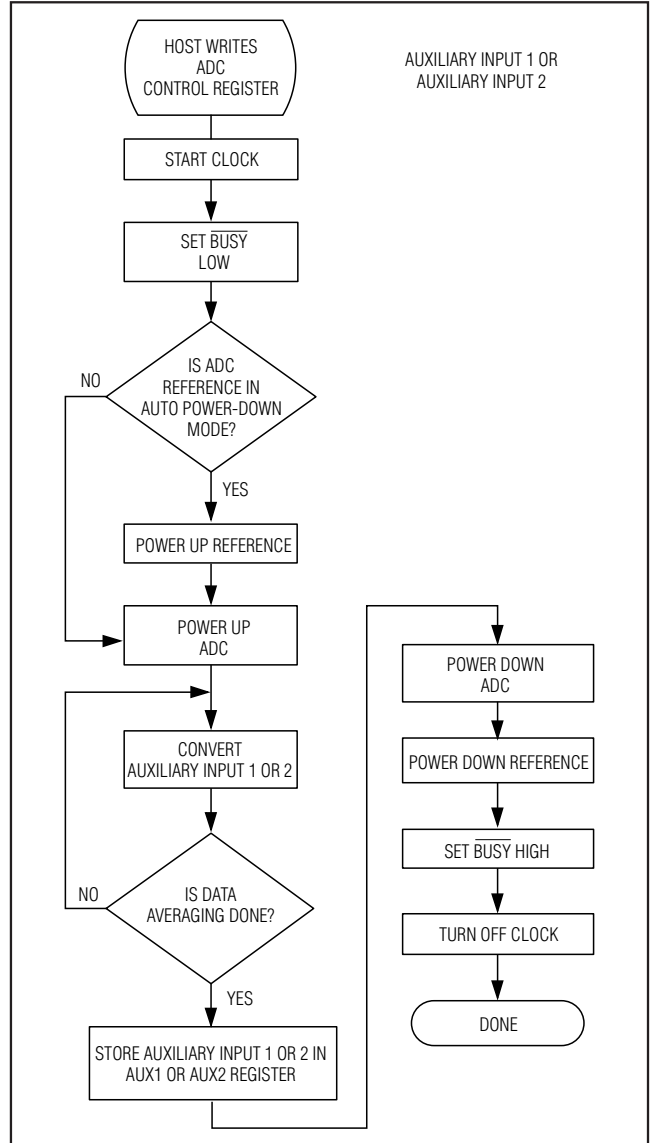 HOST WRITES
ADC
CONTROL REGISTER
AUXILIARY INPUT 1 OR
AUXILIARY INPUT 2
START CLOCK
SET BUSY
LOW
IS ADC
REFERENCE IN
AUTO POWER-DOWN
MODE?
NO
YES
POWER UP REFERENCE
POWER UP
ADC
CONVERT
AUXILIARY INPUT 1 OR 2
IS DATA
AVERAGING DONE?
NO
YES
STORE AUXILIARY INPUT 1 OR 2 IN
AUX1 OR AUX2 REGISTER
POWER DOWN
ADC
POWER DOWN REFERENCE
SET BUSY HIGH
TURN OFF CLOCK
DONE